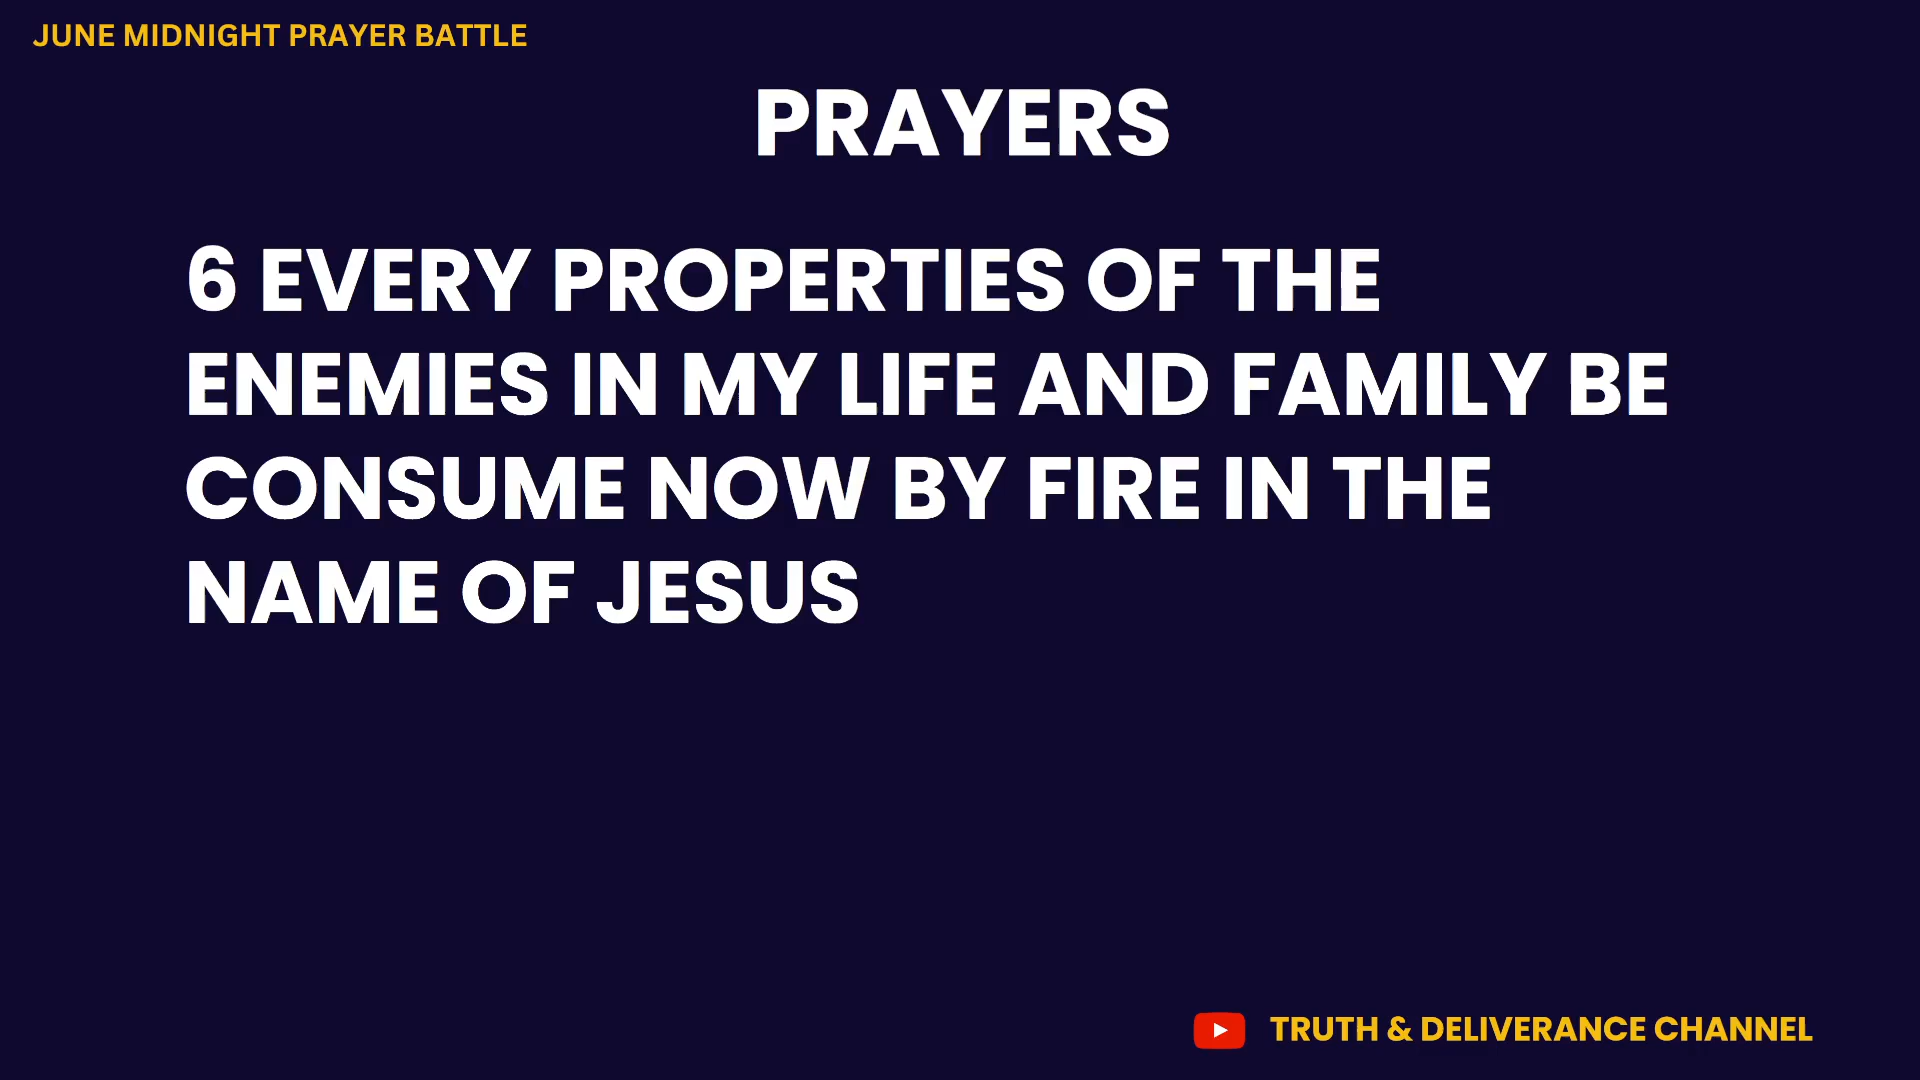 JUNE MIDNIGHT PRAYER BATTLE
PRAYERS
6 EVERY PROPERTIES OF THE
ENEMIES IN MY LIFE AND FAMILY BE
CONSUME NOW BY FIRE IN THE
NAME OF JESUS
TRUTH & DELIVERANCE CHANNEL